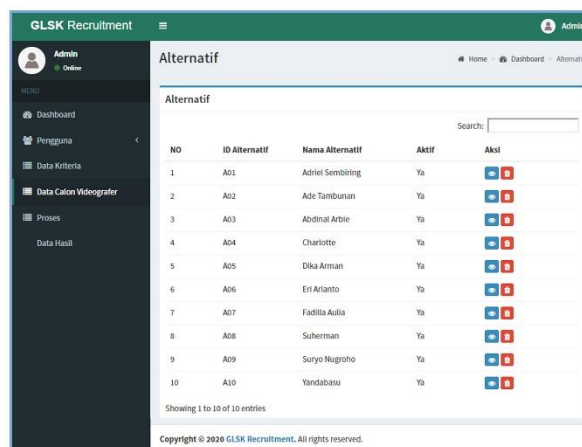 GLSK Recruitment
Admin
Admin
Online
MENU
Dashboard
Pengguna
Data Kriteria
Data Calon Videografer
Proses
Data Hasil
Alternatif
Home > Dashboard > Alternatif
Alternatif
Search:
NO ID Alternatif Nama Alternatif Aktif Aksi
1 A01 Adriel Sembiring Ya
2 A02 Ade Tambunan Ya
3 A03 Abdinal Arbie Ya
4 A04 Charlotte Ya
5 A05 Dika Arman Ya
6 A06 Eri Arianto Ya
7 A07 Fadilla Aulia Ya
8 A08 Suherman Ya
9 A09 Suryo Nugroho Ya
10 A10 Yandabasu Ya
Showing 1 to 10 of 10 entries
Copyright © 2020 GLSK Recruitment. All rights reserved.